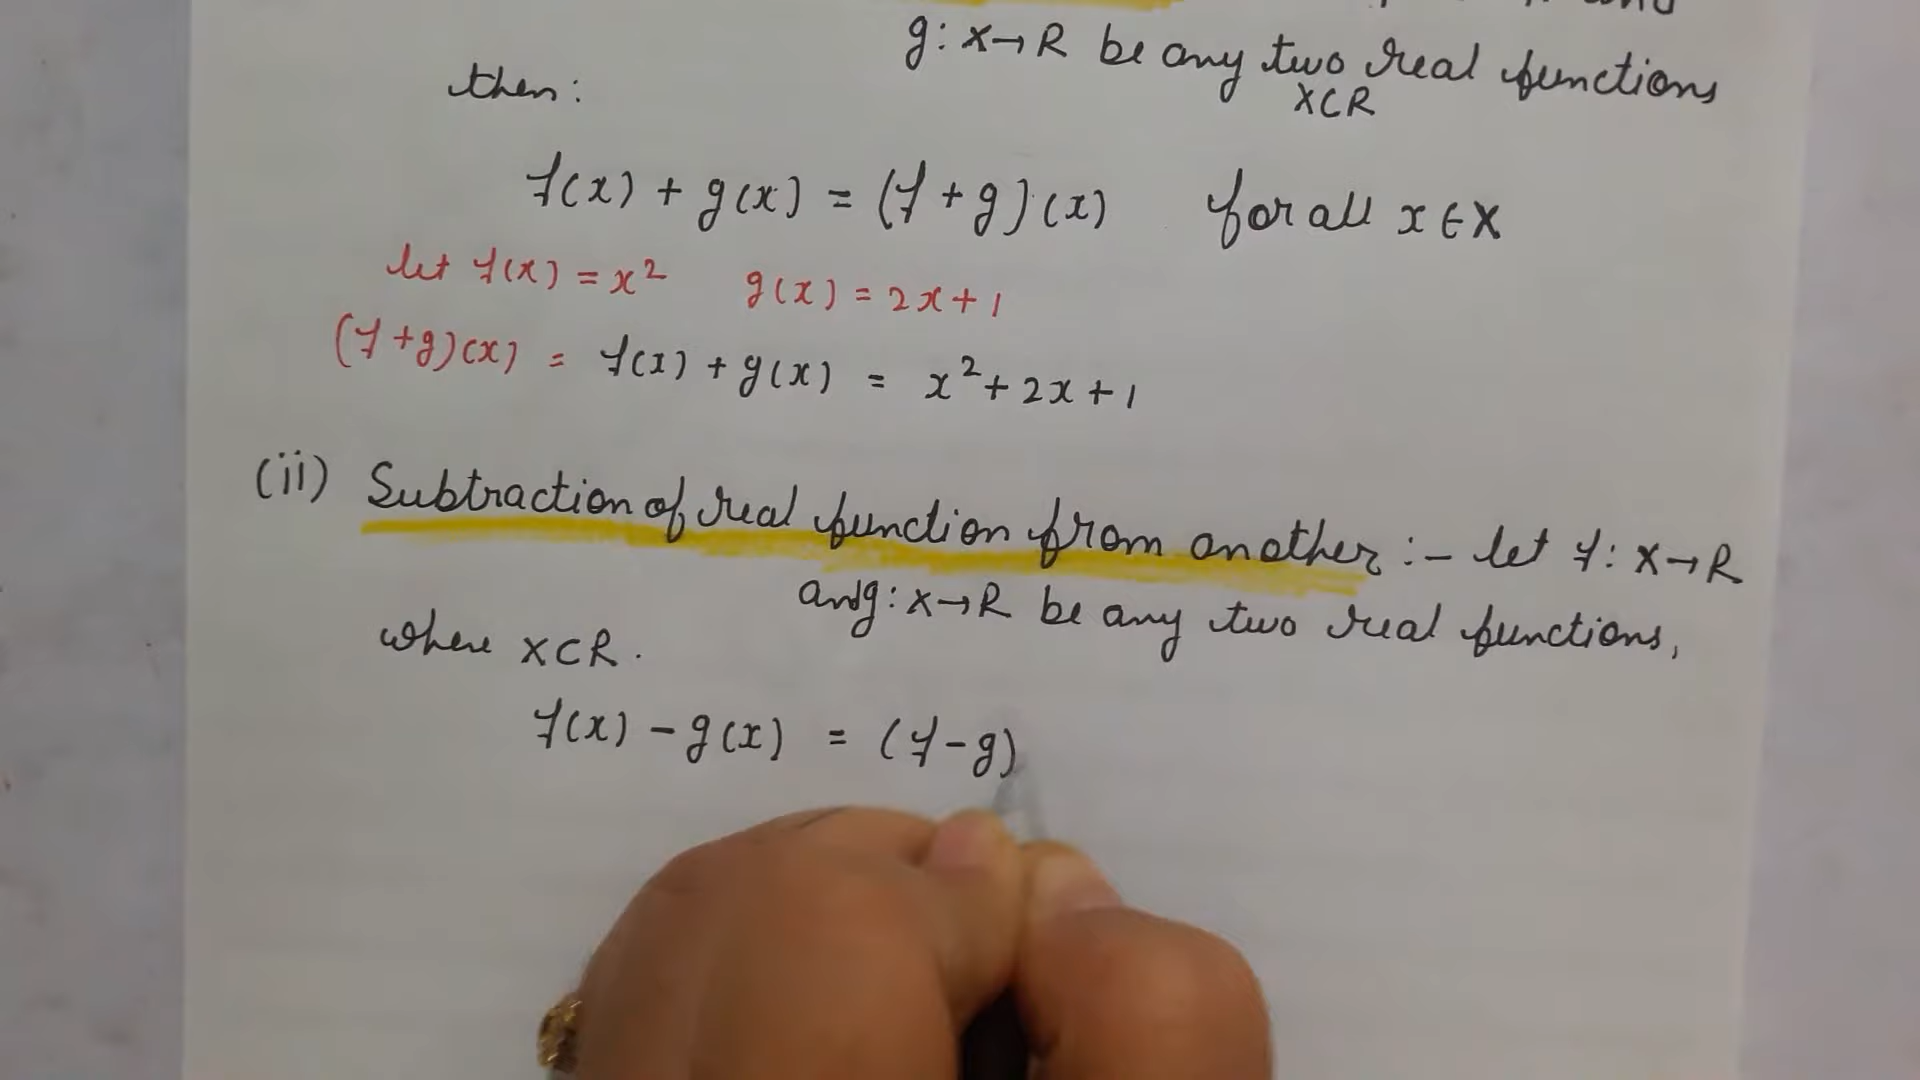 g: X→R be any two real functions
then: X⊂R
f(x) + g(x) = (f + g)(x) for all x ∈ X
let f(x) = x² g(x) = 2x + 1
(f + g)(x) = f(x) + g(x) = x² + 2x + 1
(ii) Subtraction of real function from another :- let f: X→R
and g: X→R be any two real functions,
where X⊂R.
f(x) - g(x) = (f - g)